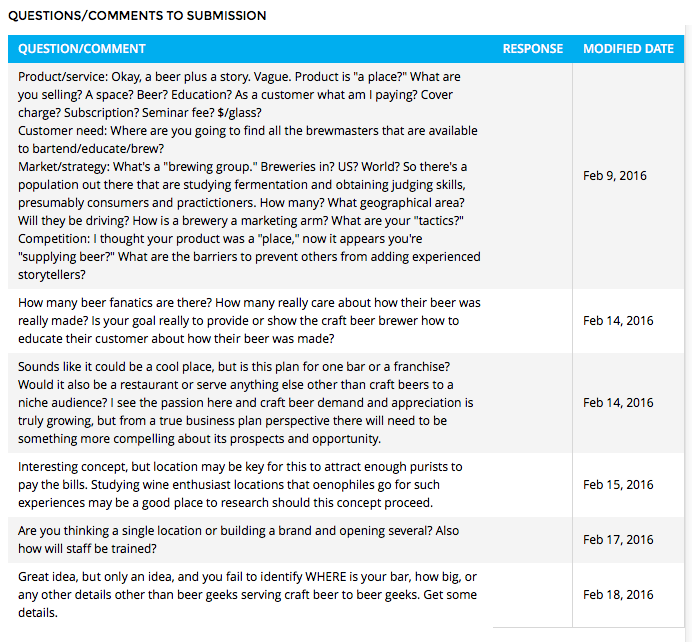 QUESTIONS/COMMENTS TO SUBMISSION
QUESTION/COMMENT RESPONSE MODIFIED DATE
Product/service: Okay, a beer plus a story. Vague. Product is "a place?" What are
you selling? A space? Beer? Education? As a customer what am I paying? Cover
charge? Subscription? Seminar fee? $/glass?
Customer need: Where are you going to find all the brewmasters that are available
to bartend/educate/brew?
Market/strategy: What's a "brewing group." Breweries in? US? World? So there's a
population out there that are studying fermentation and obtaining judging skills,
presumably consumers and practictioners. How many? What geographical area?
Will they be driving? How is a brewery a marketing arm? What are your "tactics?"
Competition: I thought your product was a "place," now it appears you're
"supplying beer?" What are the barriers to prevent others from adding experienced
storytellers?
Feb 9, 2016
How many beer fanatics are there? How many really care about how their beer was
really made? Is your goal really to provide or show the craft beer brewer how to
educate their customer about how their beer was made?
Feb 14, 2016
Sounds like it could be a cool place, but is this plan for one bar or a franchise?
Would it also be a restaurant or serve anything else other than craft beers to a
niche audience? I see the passion here and craft beer demand and appreciation is
truly growing, but from a true business plan perspective there will need to be
something more compelling about its prospects and opportunity.
Feb 14, 2016
Interesting concept, but location may be key for this to attract enough purists to
pay the bills. Studying wine enthusiast locations that oenophiles go for such
experiences may be a good place to research should this concept proceed.
Feb 15, 2016
Are you thinking a single location or building a brand and opening several? Also
how will staff be trained?
Feb 17, 2016
Great idea, but only an idea, and you fail to identify WHERE is your bar, how big, or
any other details other than beer geeks serving craft beer to beer geeks. Get some
details.
Feb 18, 2016